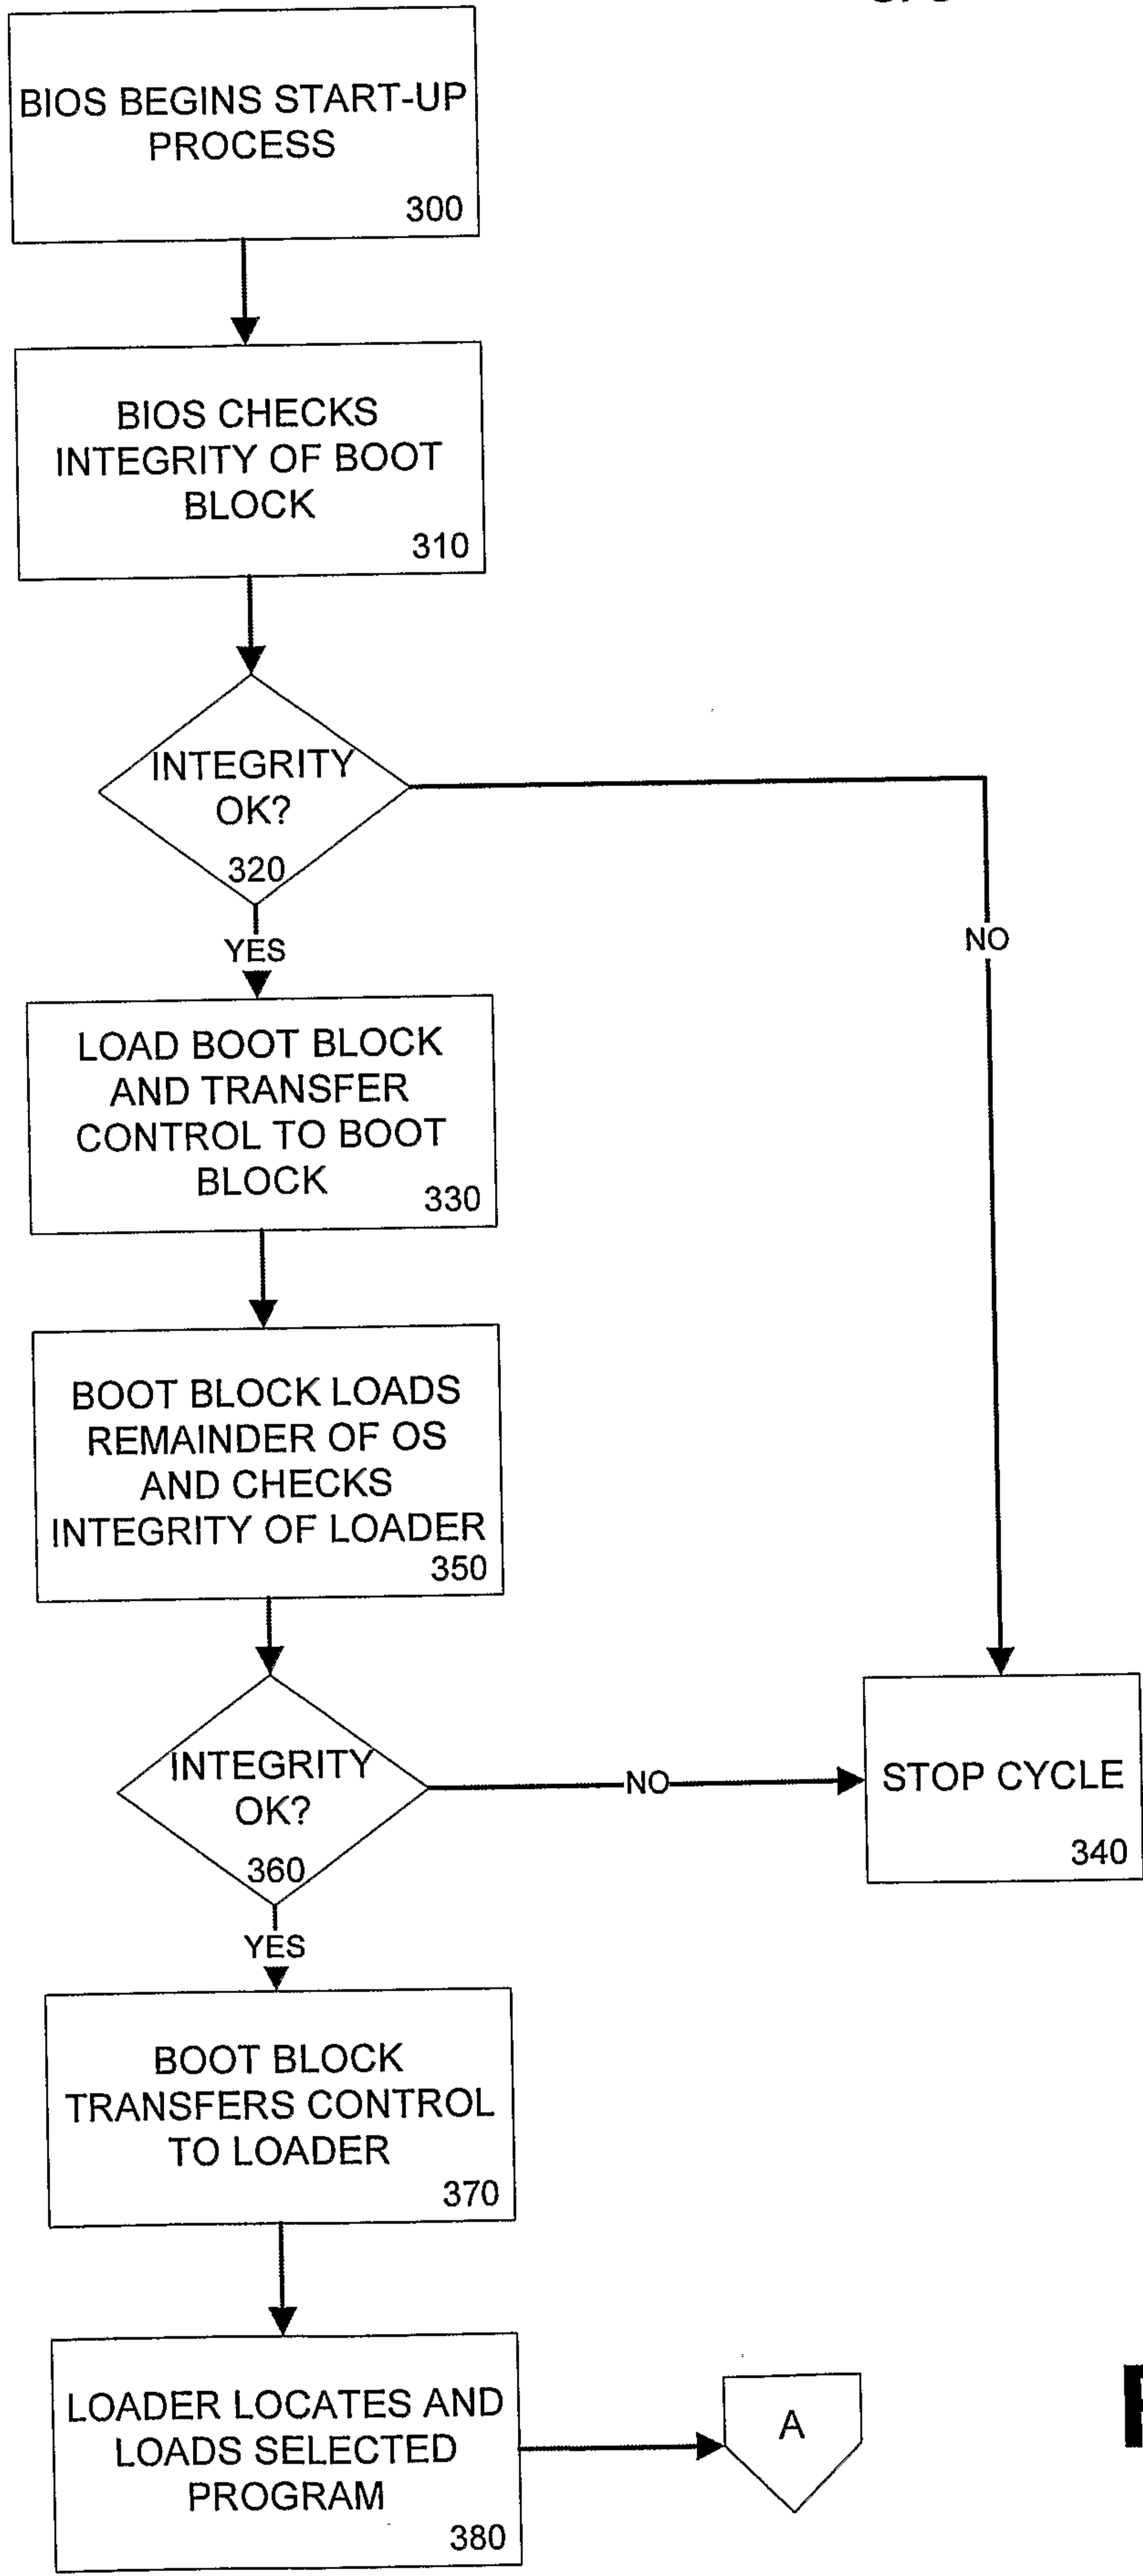 BIOS BEGINS START-UP
PROCESS
300
BIOS CHECKS
INTEGRITY OF BOOT
BLOCK
310
INTEGRITY
OK?
320
YES
NO
LOAD BOOT BLOCK
AND TRANSFER
CONTROL TO BOOT
BLOCK
330
BOOT BLOCK LOADS
REMAINDER OF OS
AND CHECKS
INTEGRITY OF LOADER
350
INTEGRITY
OK?
360
NO
STOP CYCLE
340
YES
BOOT BLOCK
TRANSFERS CONTROL
TO LOADER
370
LOADER LOCATES AND
LOADS SELECTED
PROGRAM
380
A